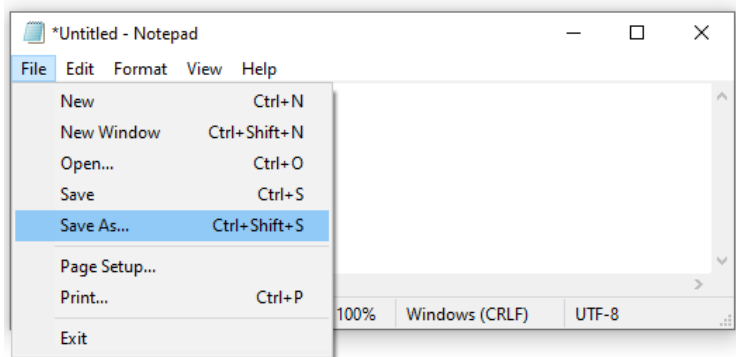 *Untitled - Notepad
File Edit Format View Help
New Ctrl+N
New Window Ctrl+Shift+N
Open... Ctrl+O
Save Ctrl+S
Save As... Ctrl+Shift+S
Page Setup...
Print... Ctrl+P
100% Windows (CRLF) UTF-8
Exit